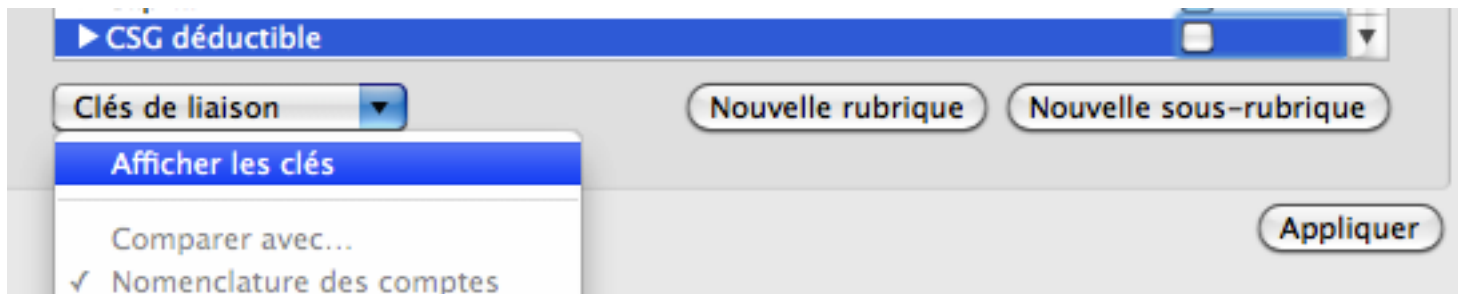 CSG déductible
Clés de liaison
Nouvelle rubrique
Nouvelle sous-rubrique
Afficher les clés
Comparer avec...
Appliquer
✓ Nomenclature des comptes